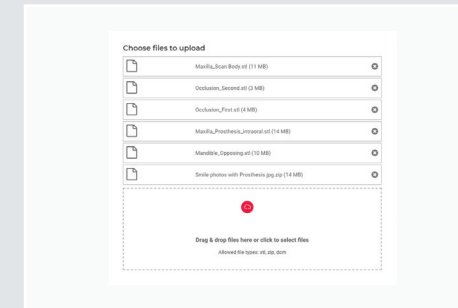 Choose files to upload
Maxilla_Scan Body.stl (11 MB)
Occlusion_Second.stl (3 MB)
Occlusion_First.stl (4 MB)
Maxilla_Prosthesis_intraoral.stl (14 MB)
Mandible_Opposing.stl (10 MB)
Smile photos with Prosthesis.jpg.zip (14 MB)
Drag & drop files here or click to select files
Allowed file types: stl, zip, dcm